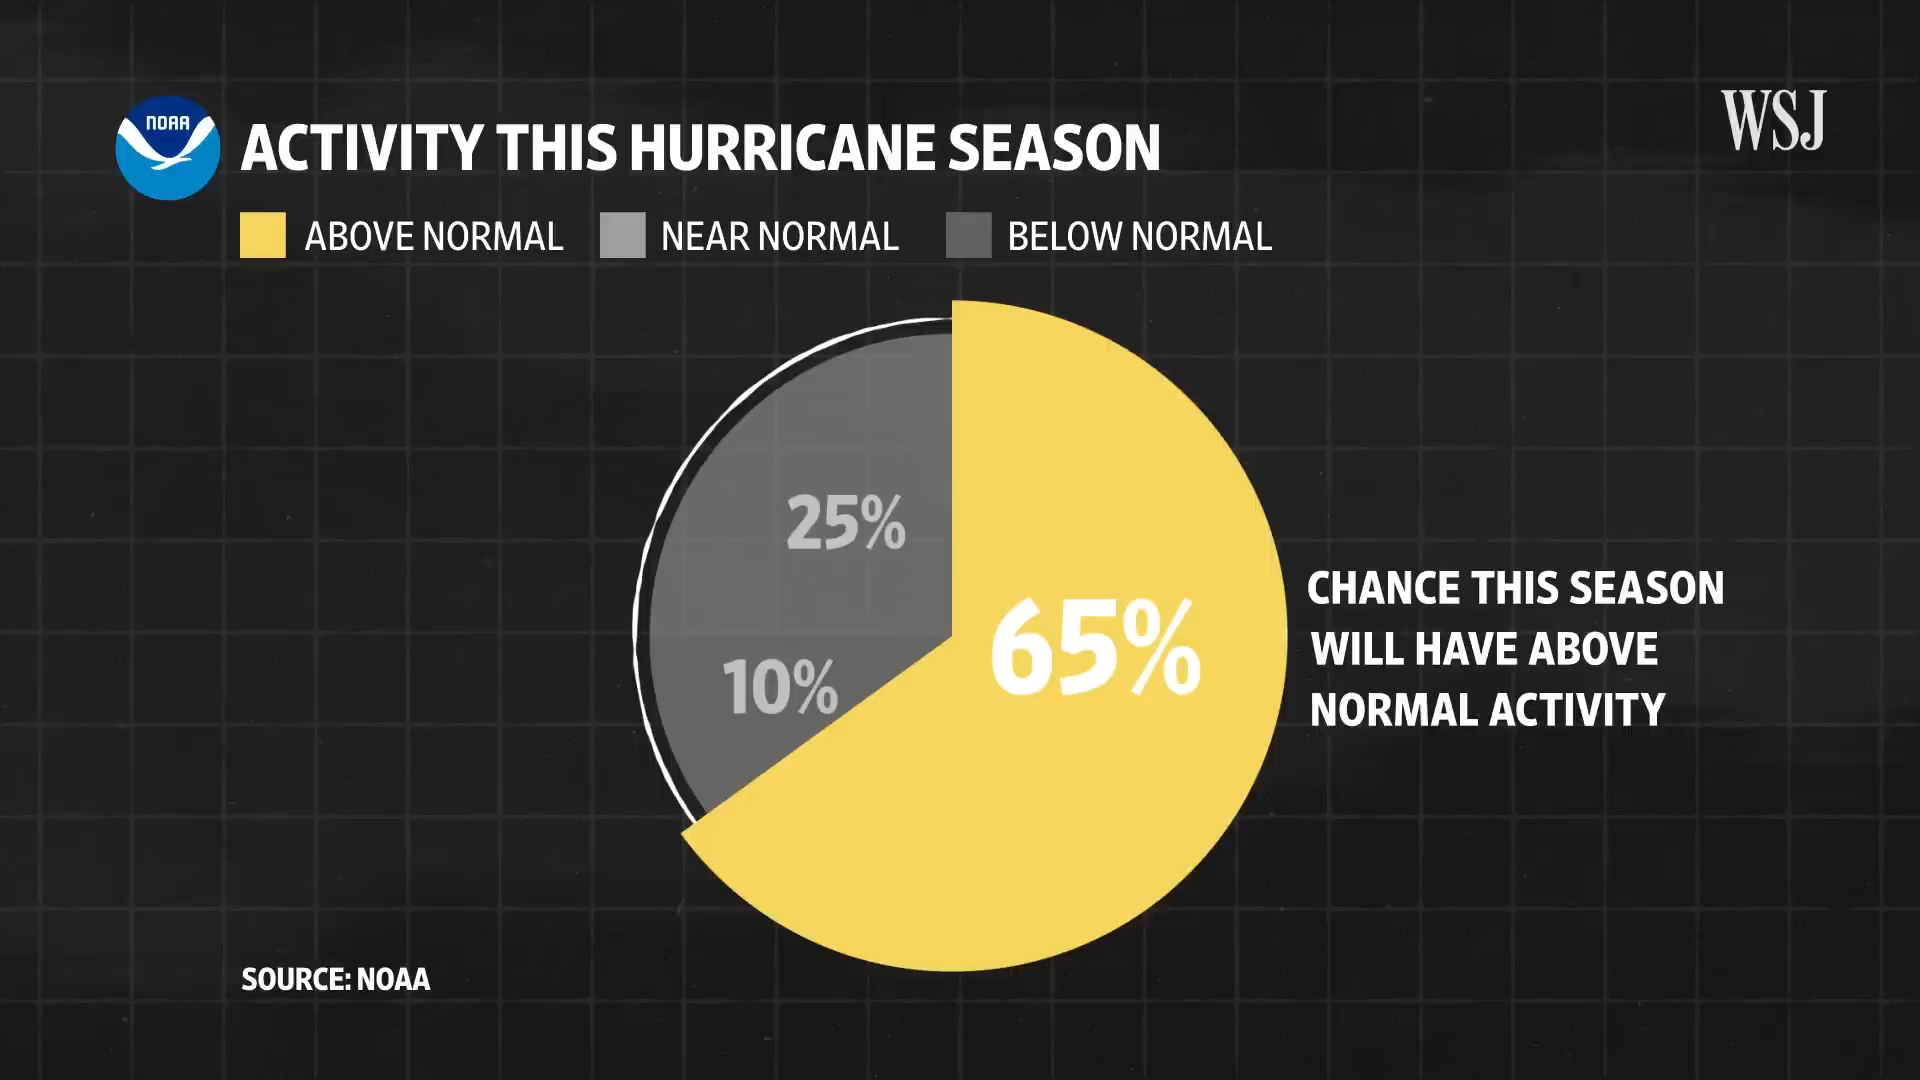 NOAA
ACTIVITY THIS HURRICANE SEASON
WSJ
ABOVE NORMAL
NEAR NORMAL
BELOW NORMAL
25%
10%
65%
CHANCE THIS SEASON
WILL HAVE ABOVE
NORMAL ACTIVITY
SOURCE: NOAA